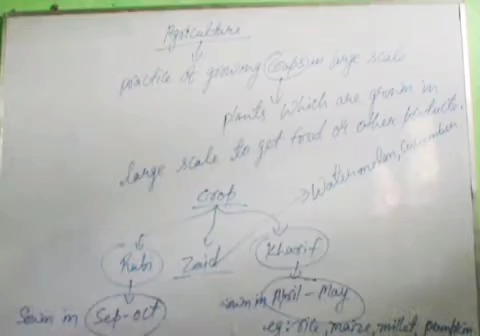 Agriculture
practice of growing Crops in large scale
plants which are grown in
large scale to get food or other products.
Crop
→ Watermelon, cucumber
Rabi Zaid Kharif
Sown in Sep-oct
sown in April - May
eg: rice, maize, millet, pumpkin